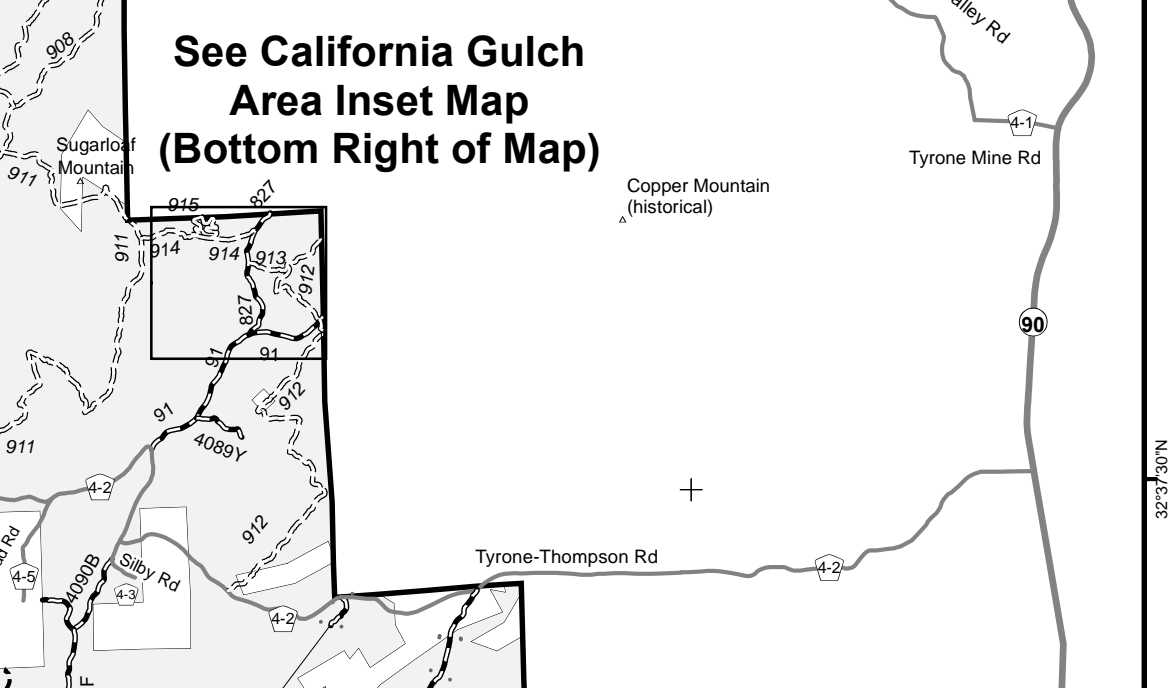 See California Gulch
Area Inset Map
(Bottom Right of Map)
908
Valley Rd
4-1
Tyrone Mine Rd
Sugarloaf
Mountain
911
Copper Mountain
(historical)
915
827
911
914
914
913
912
827
90
91
91
912
91
4089Y
911
4-2
32°37'30"N
912
Tyrone-Thompson Rd
4-2
Rd
4-5
4090B
Silby Rd
4-3
4-2
F